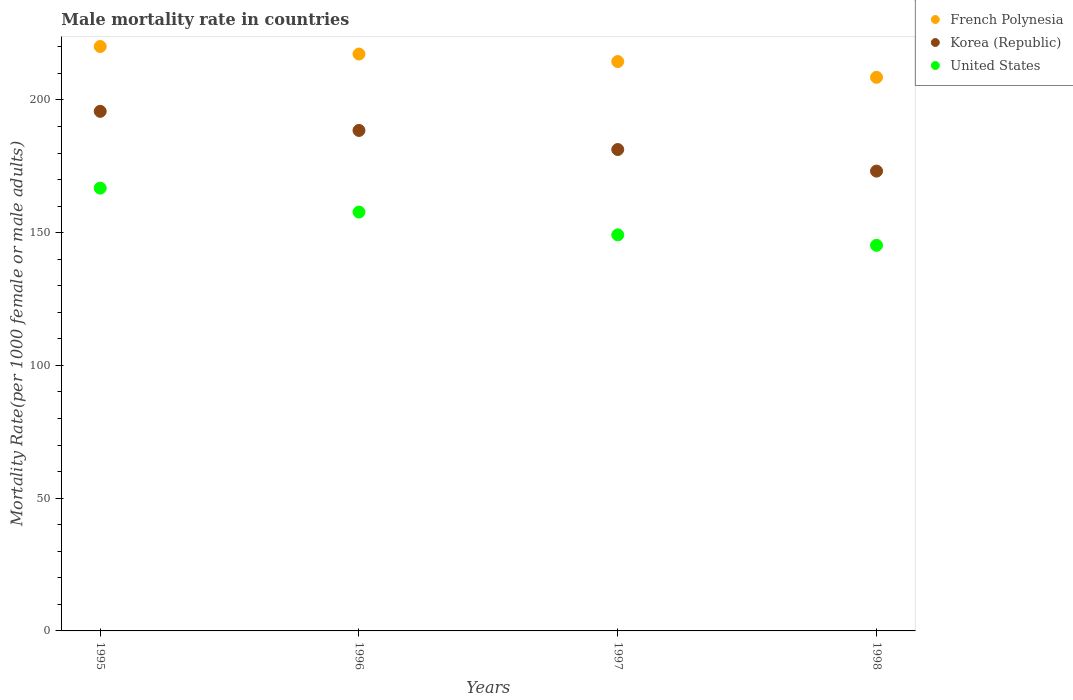 Male mortality rate in countries
French Polynesia
Korea (Republic)
United States
Mortality Rate(per 1000 female or male adults)
200
150
100
50
0
1995
1996
1997
1998
Years